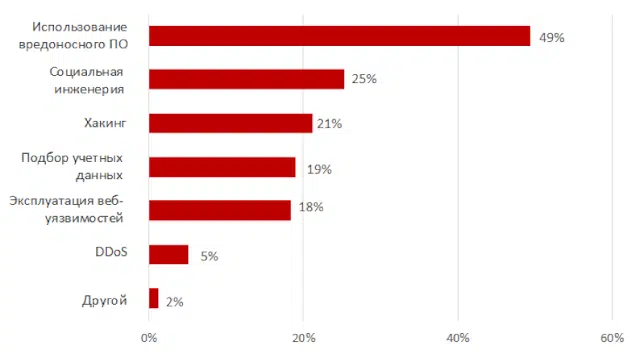 Использование
вредоносного ПО
49%
Социальная
инженерия
25%
Хакинг
21%
Подбор учетных
данных
19%
Эксплуатация веб-
уязвимостей
18%
DDoS
5%
Другой
2%
0%
20%
40%
60%